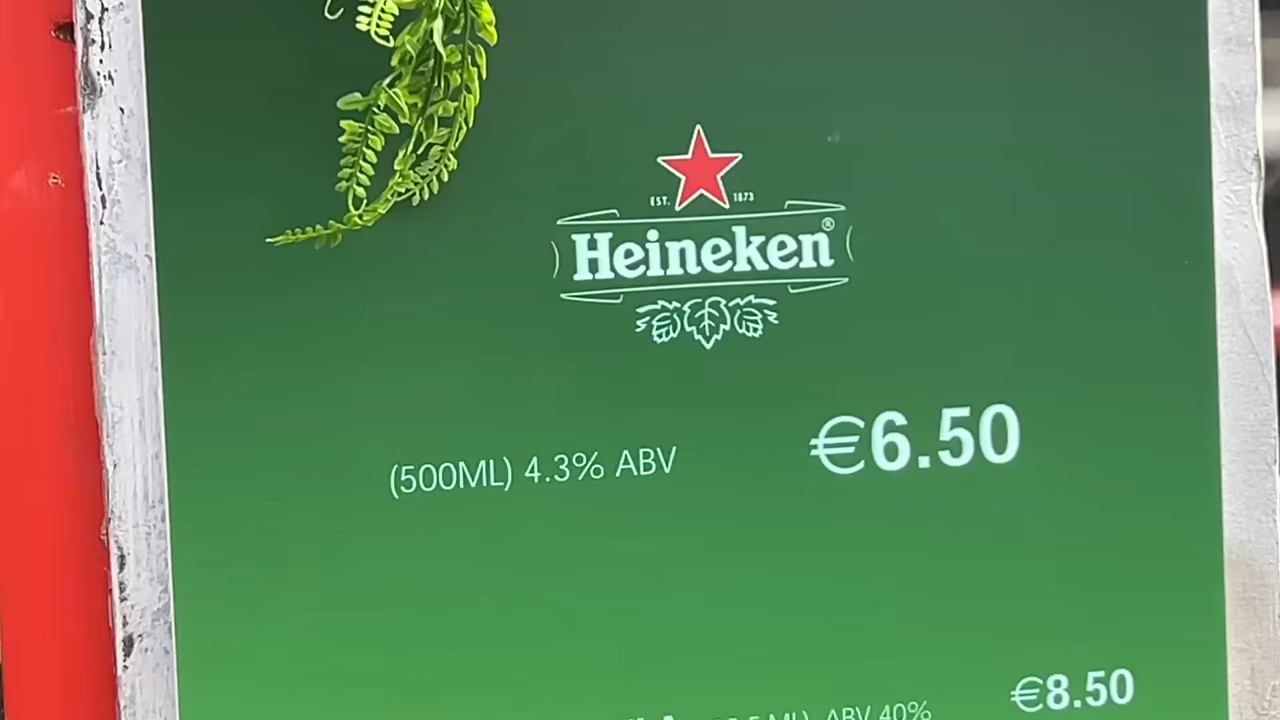 EST. 1873
Heineken®
(500ML) 4.3% ABV €6.50
ABV 40% €8.50